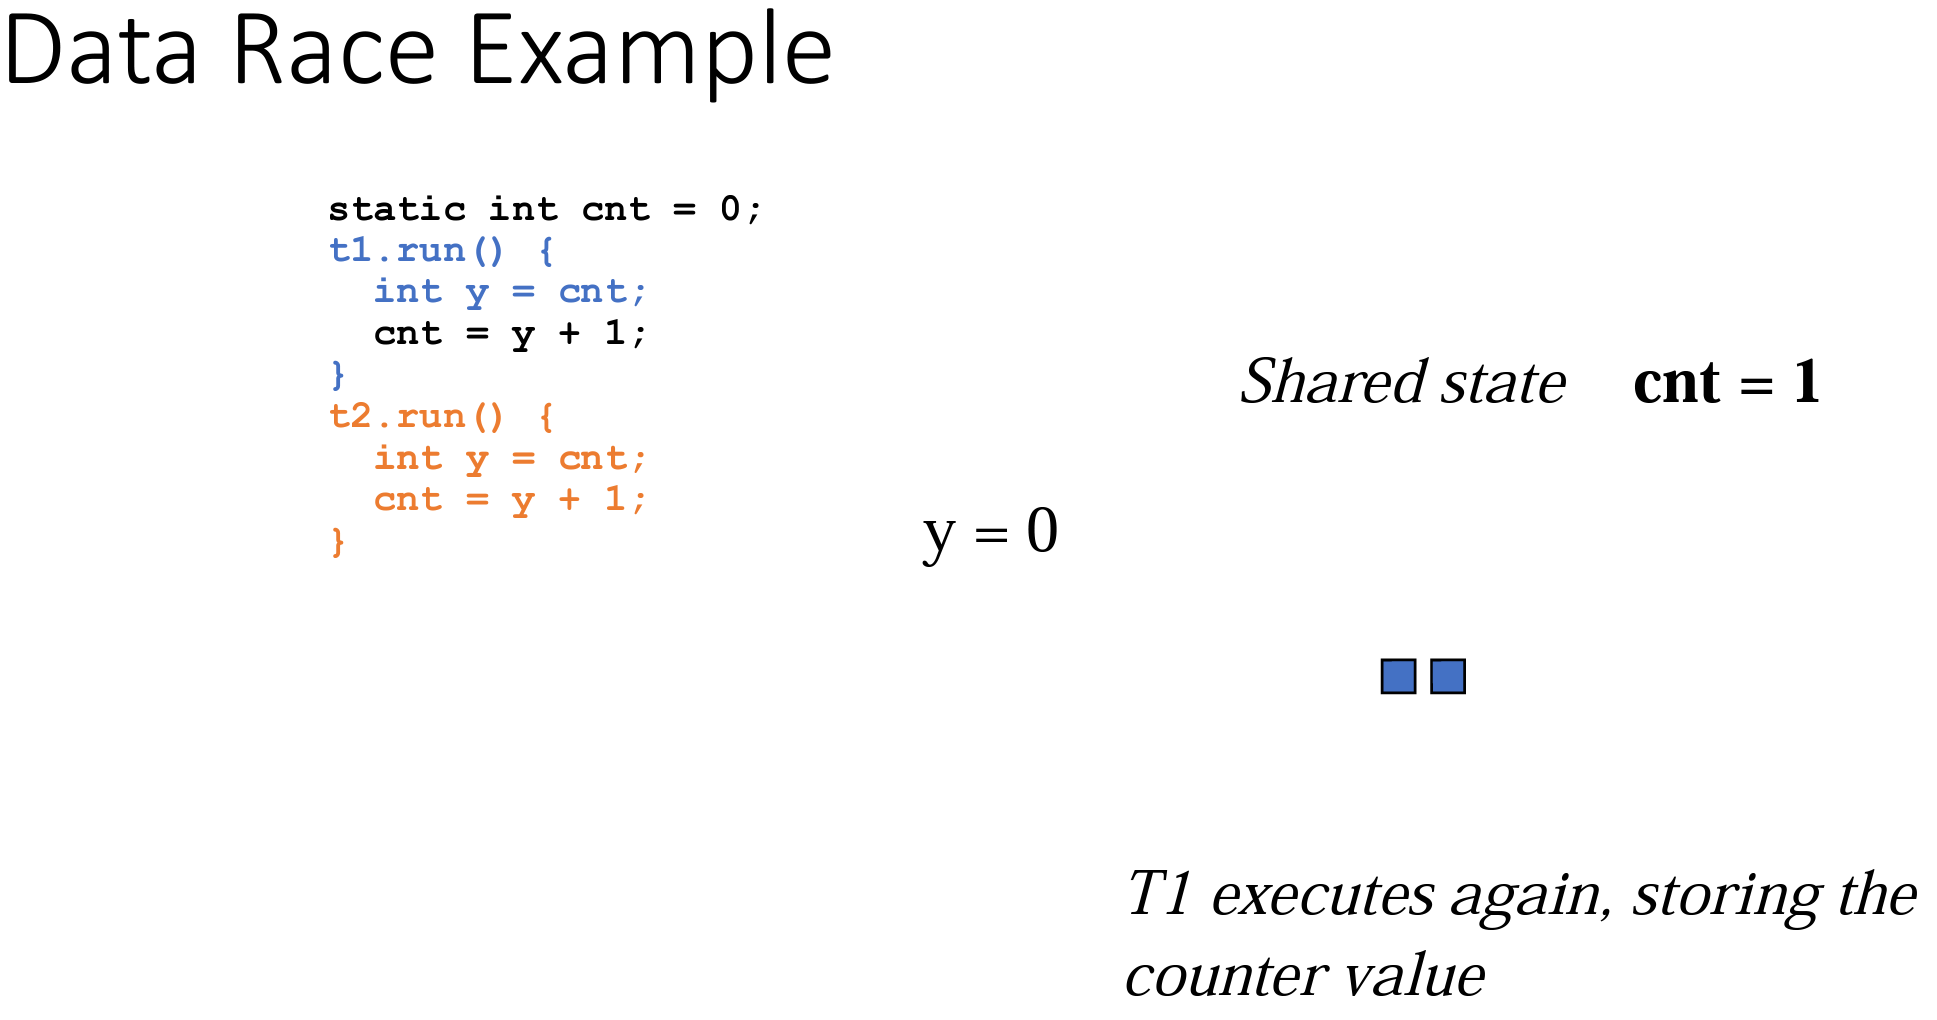 Data Race Example
static int cnt = 0;
t1.run() {
  int y = cnt;
  cnt = y + 1;
}
t2.run() {
  int y = cnt;
  cnt = y + 1;
}
Shared state cnt = 1
y = 0
T1 executes again, storing the
counter value